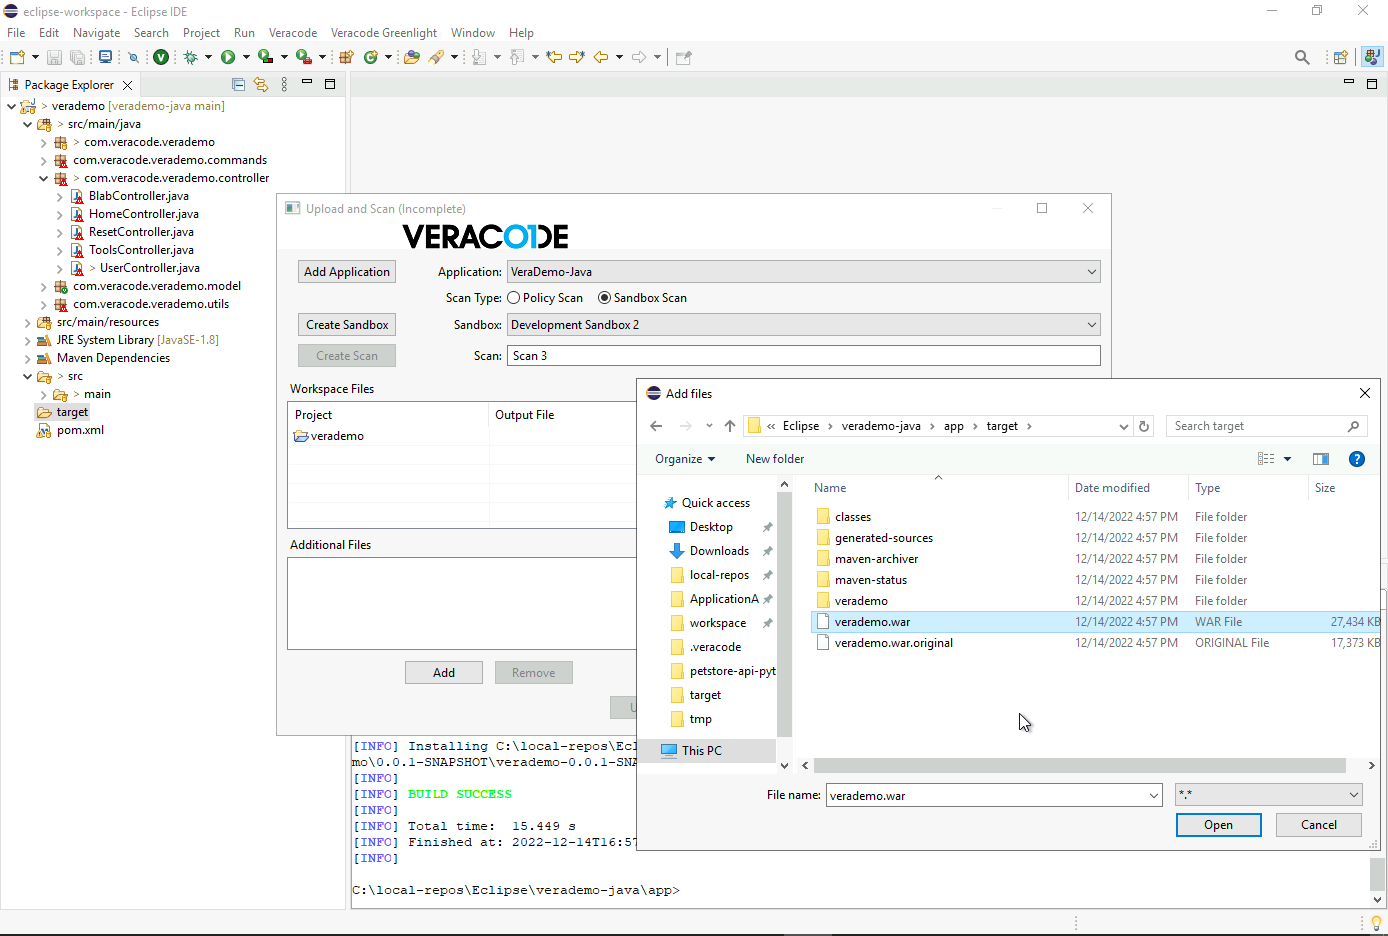 eclipse-workspace - Eclipse IDE
File Edit Navigate Search Project Run Veracode Veracode Greenlight Window Help
Package Explorer
> verademo [verademo-java main]
> src/main/java
> com.veracode.verademo
com.veracode.verademo.commands
> com.veracode.verademo.controller
BlabController.java
HomeController.java
ResetController.java
ToolsController.java
> UserController.java
com.veracode.verademo.model
com.veracode.verademo.utils
src/main/resources
JRE System Library [JavaSE-1.8]
Maven Dependencies
> src
> main
target
pom.xml
Upload and Scan (Incomplete)
VERACODE
Add Application Application: VeraDemo-Java
Scan Type: Policy Scan Sandbox Scan
Create Sandbox Sandbox: Development Sandbox 2
Create Scan Scan: Scan 3
Workspace Files
Project Output File
verademo
Additional Files
Add Remove
U
Add files
« Eclipse > verademo-java > app > target >
Search target
Organize New folder
Quick access
Desktop
Downloads
local-repos
ApplicationA
workspace
.veracode
petstore-api-pyt
target
tmp
This PC
Name Date modified Type Size
classes 12/14/2022 4:57 PM File folder
generated-sources 12/14/2022 4:57 PM File folder
maven-archiver 12/14/2022 4:57 PM File folder
maven-status 12/14/2022 4:57 PM File folder
verademo 12/14/2022 4:57 PM File folder
verademo.war 12/14/2022 4:57 PM WAR File 27,434 KB
verademo.war.original 12/14/2022 4:57 PM ORIGINAL File 17,373 KB
File name: verademo.war *.*
Open Cancel
[INFO] Installing C:\local-repos\Ecl
mo\0.0.1-SNAPSHOT\verademo-0.0.1-SNA
[INFO]
[INFO] BUILD SUCCESS
[INFO]
[INFO] Total time: 15.449 s
[INFO] Finished at: 2022-12-14T16:57
[INFO]
C:\local-repos\Eclipse\verademo-java\app>